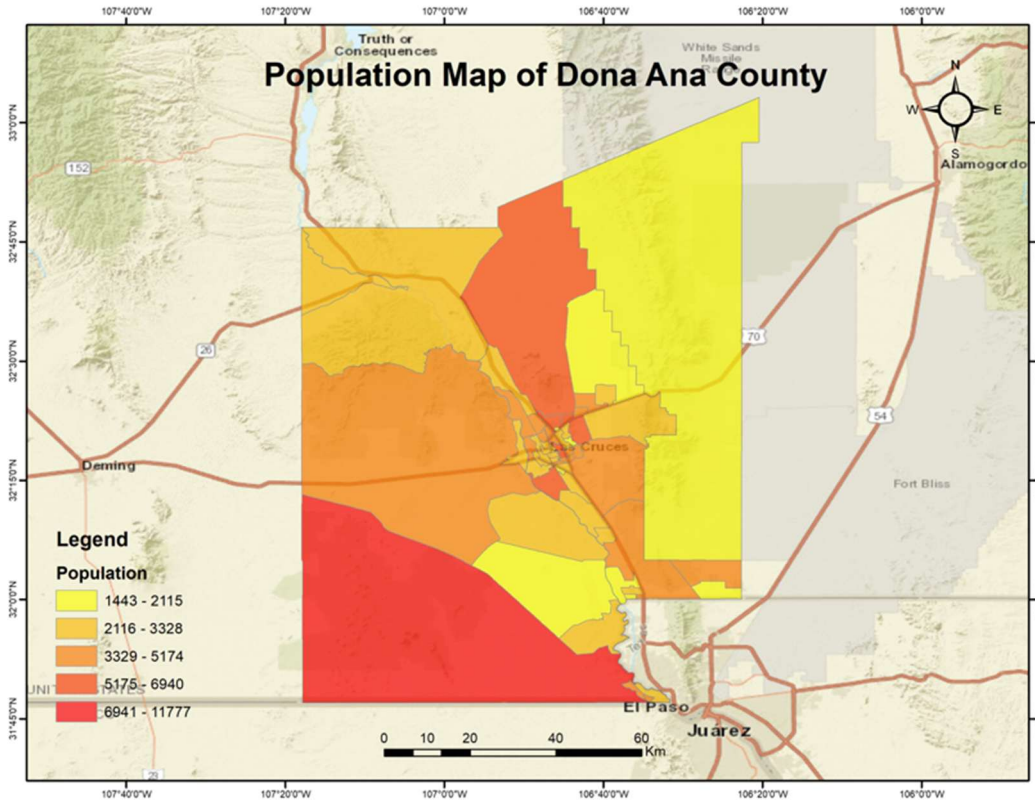 107°40'0"W 107°20'0"W 107°0'0"W 106°40'0"W 106°20'0"W 106°0'0"W
Truth or
Consequences
White Sands
Missile
Population Map of Dona Ana County
N
W E
S
33°0'0"N
152
Alamogordo
32°45'0"N
32°30'0"N
26
70
54
Las Cruces
Deming
32°15'0"N
Fort Bliss
Legend
Population
1443 - 2115
2116 - 3328
3329 - 5174
5175 - 6940
6941 - 11777
32°0'0"N
UNITED STATES
El Paso
31°45'0"N
Juárez
0 10 20 40 60
Km
107°40'0"W 107°20'0"W 107°0'0"W 106°40'0"W 106°20'0"W 106°0'0"W